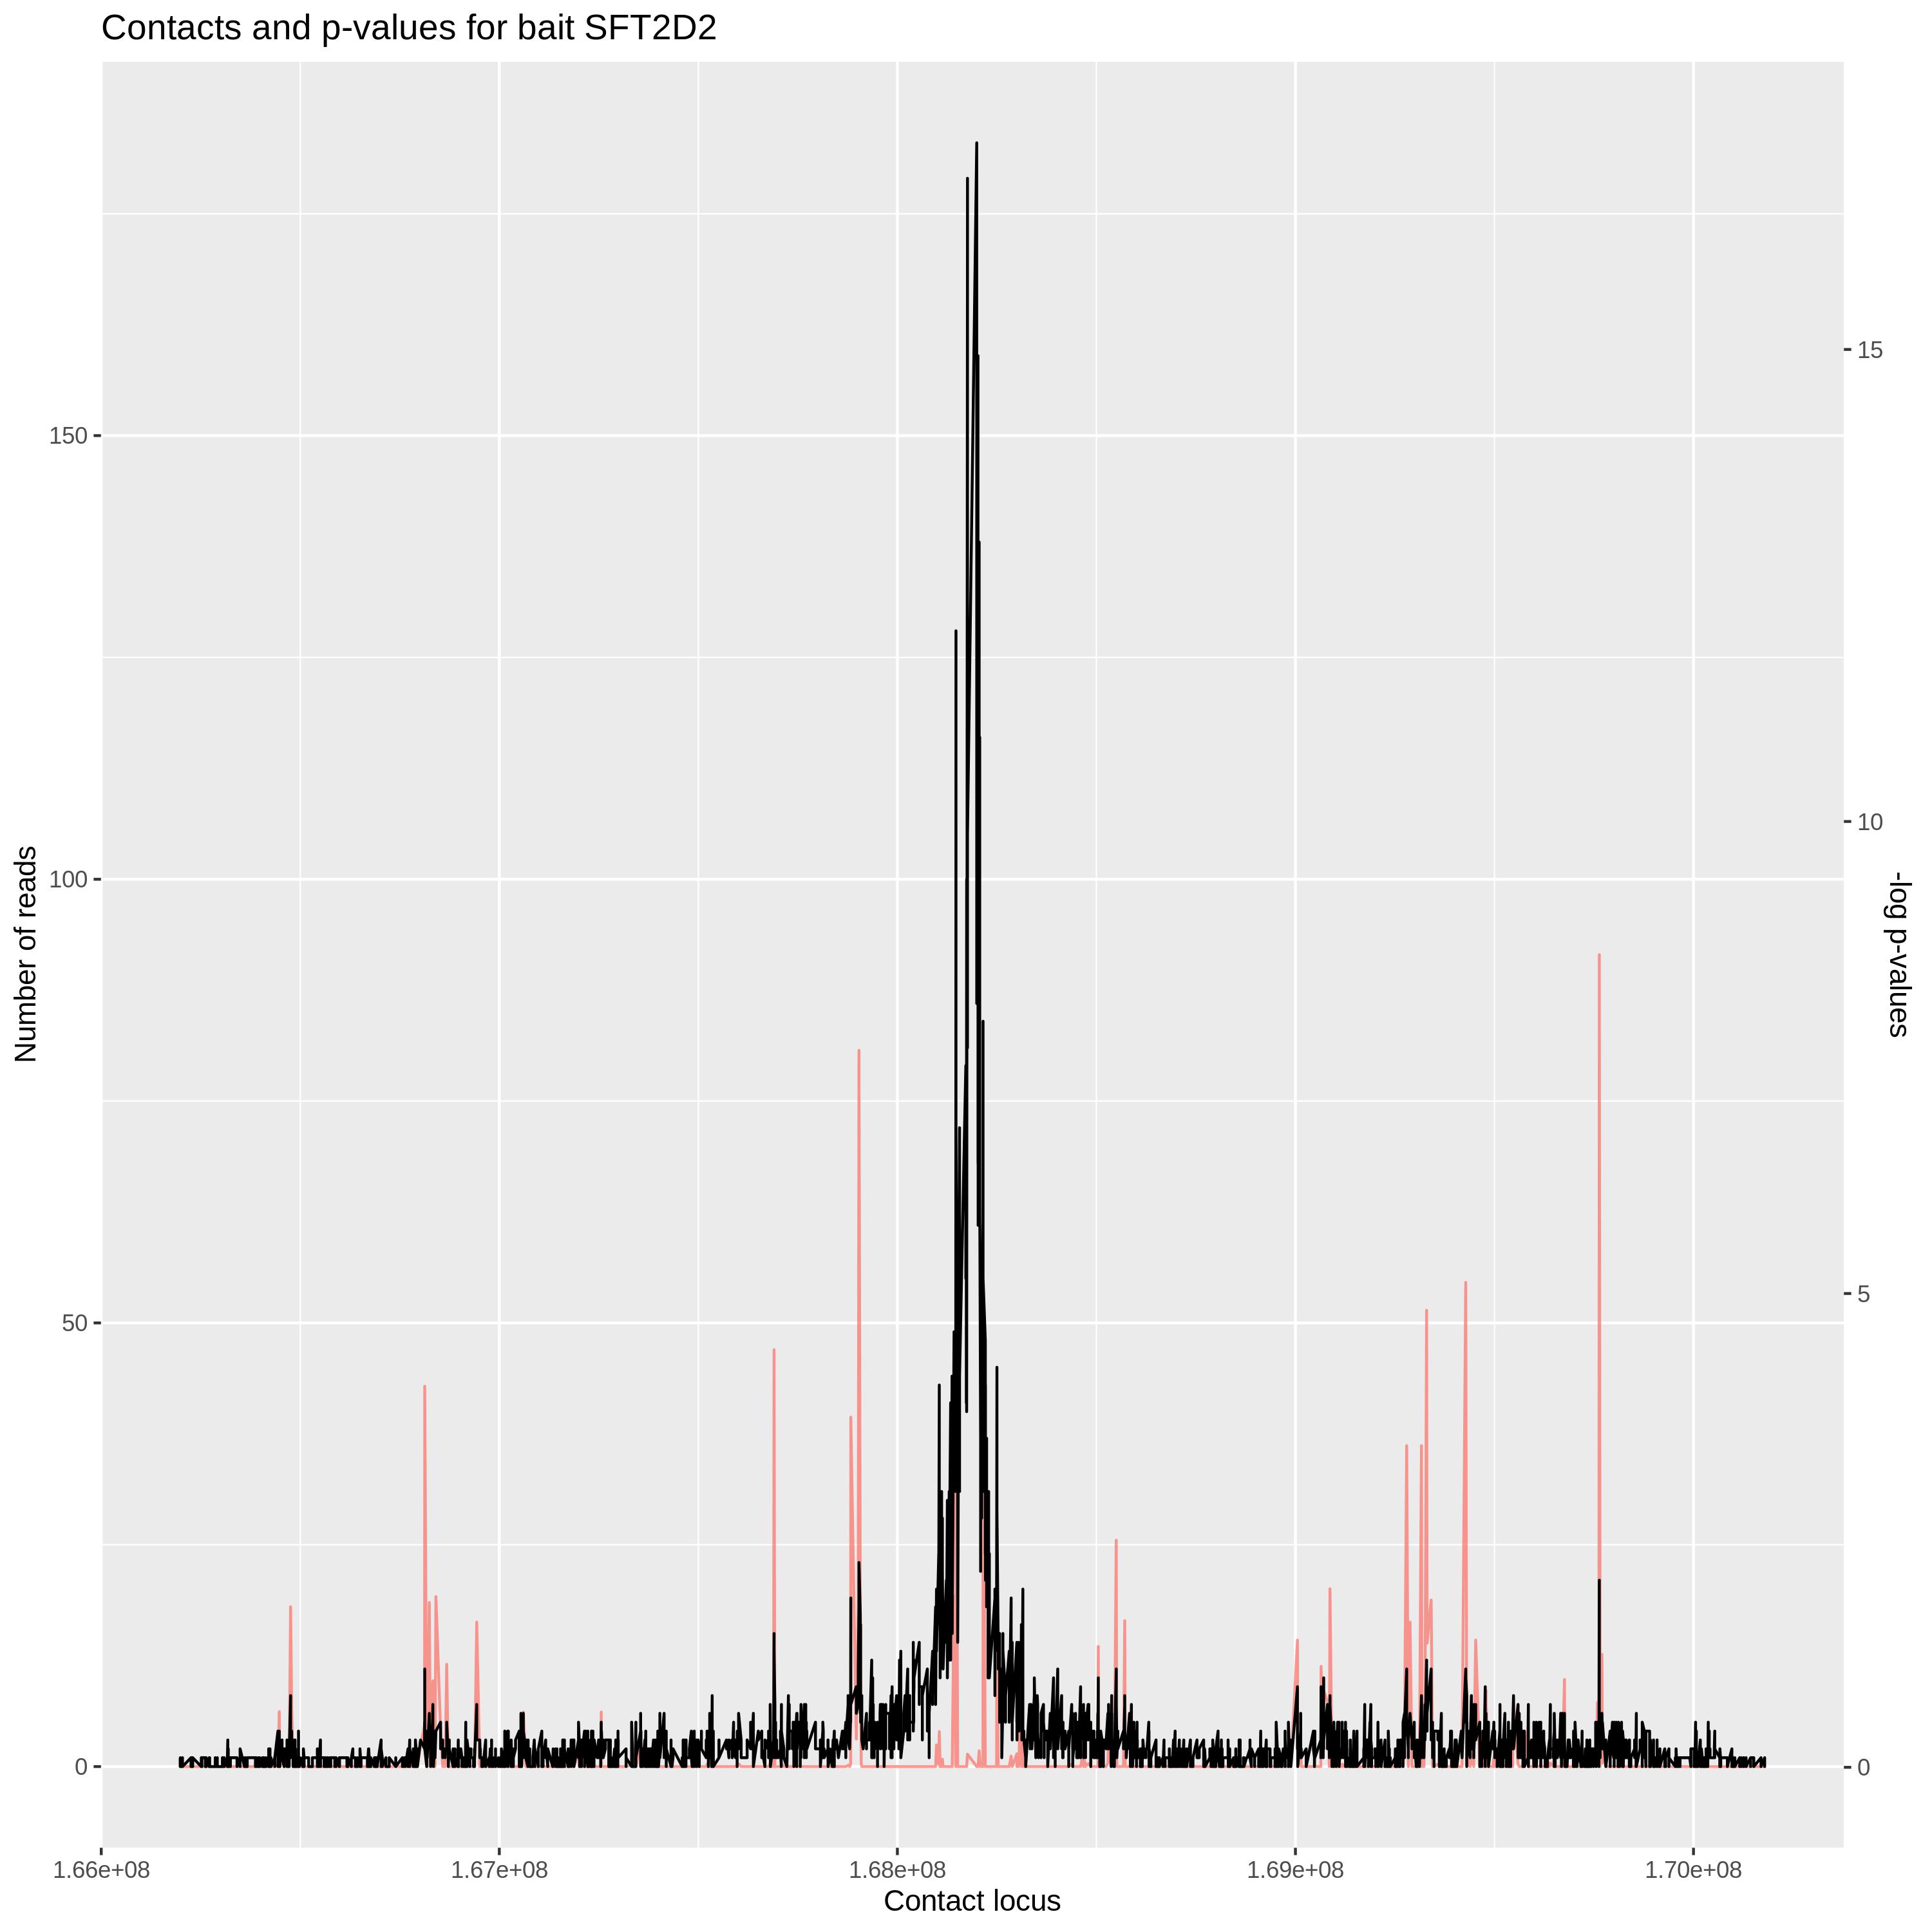 Contacts and p-values for bait SFT2D2
Number of reads
150
100
50
0
15
10
5
0
-log p-values
1.66e+08 1.67e+08 1.68e+08 1.69e+08 1.70e+08
Contact locus